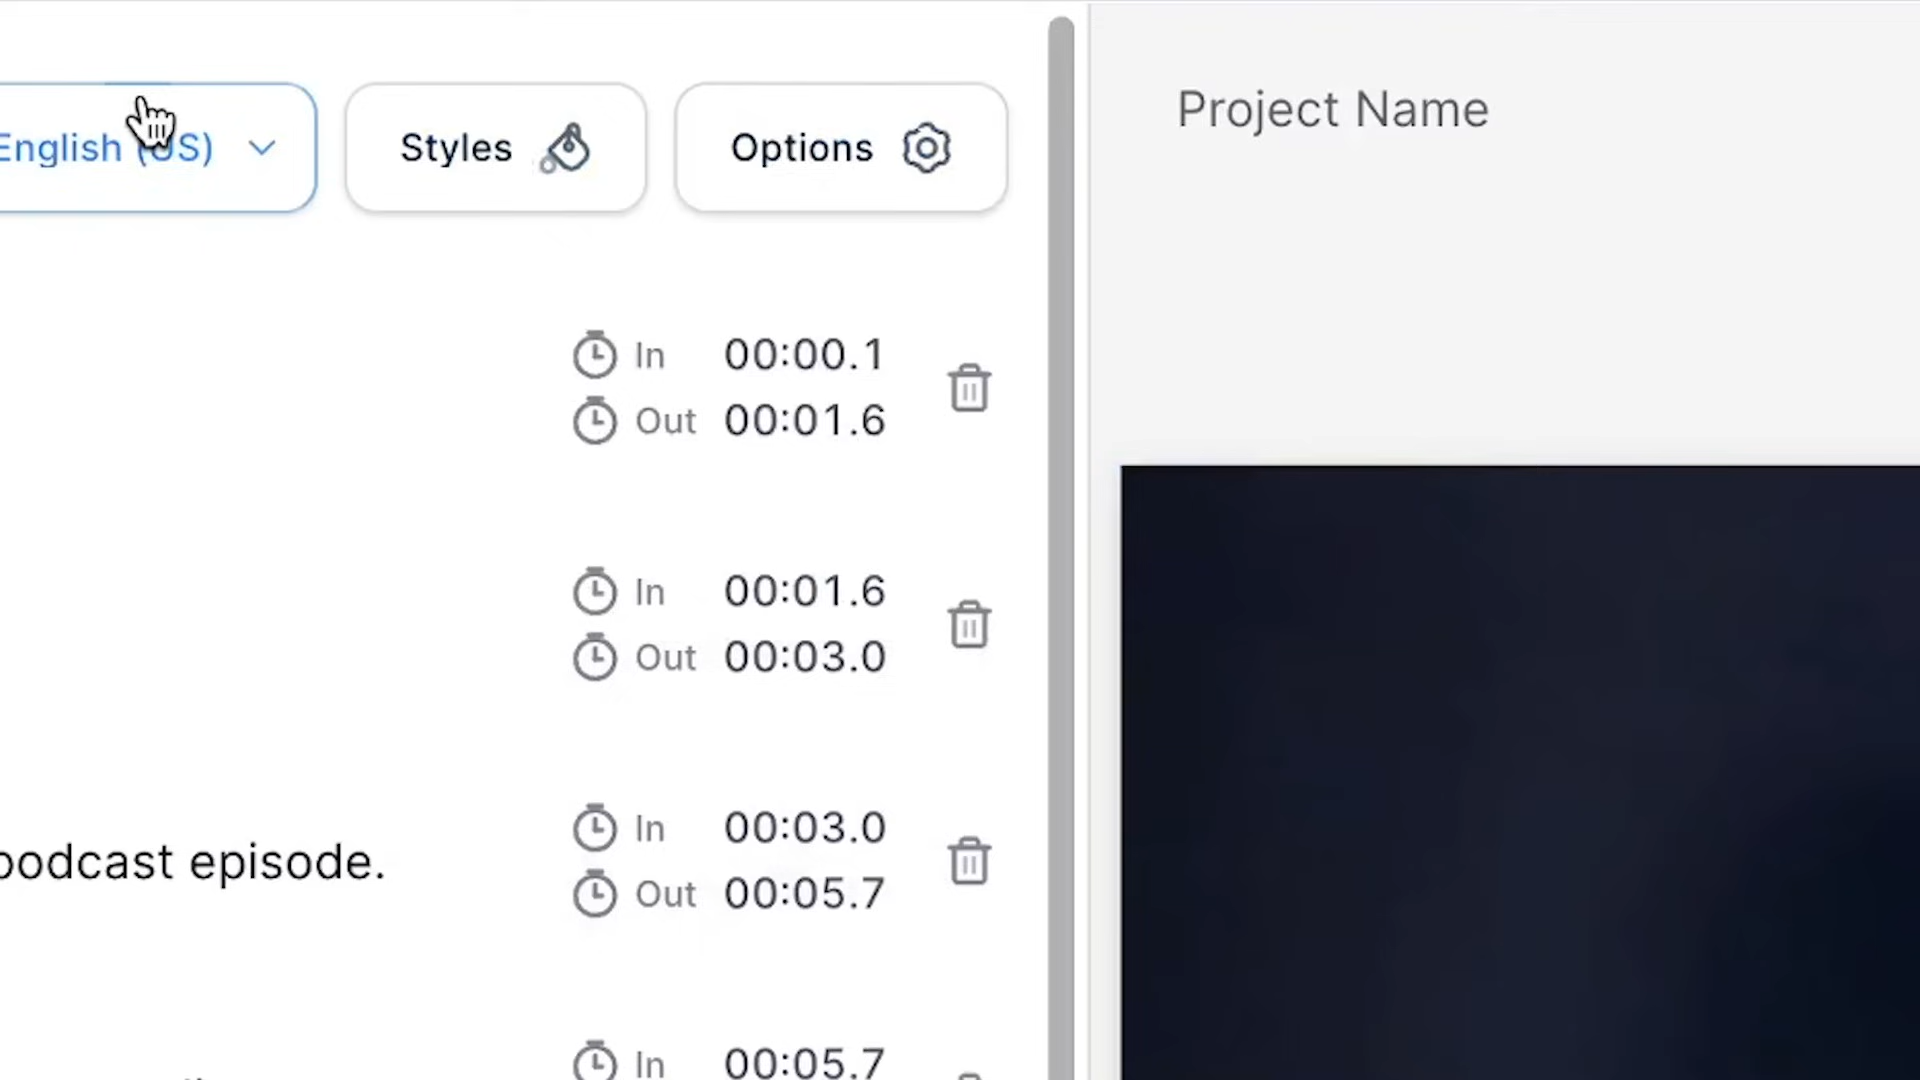 English (US)
Styles
Options
Project Name
In 00:00.1
Out 00:01.6
In 00:01.6
Out 00:03.0
podcast episode.
In 00:03.0
Out 00:05.7
In 00:05.7